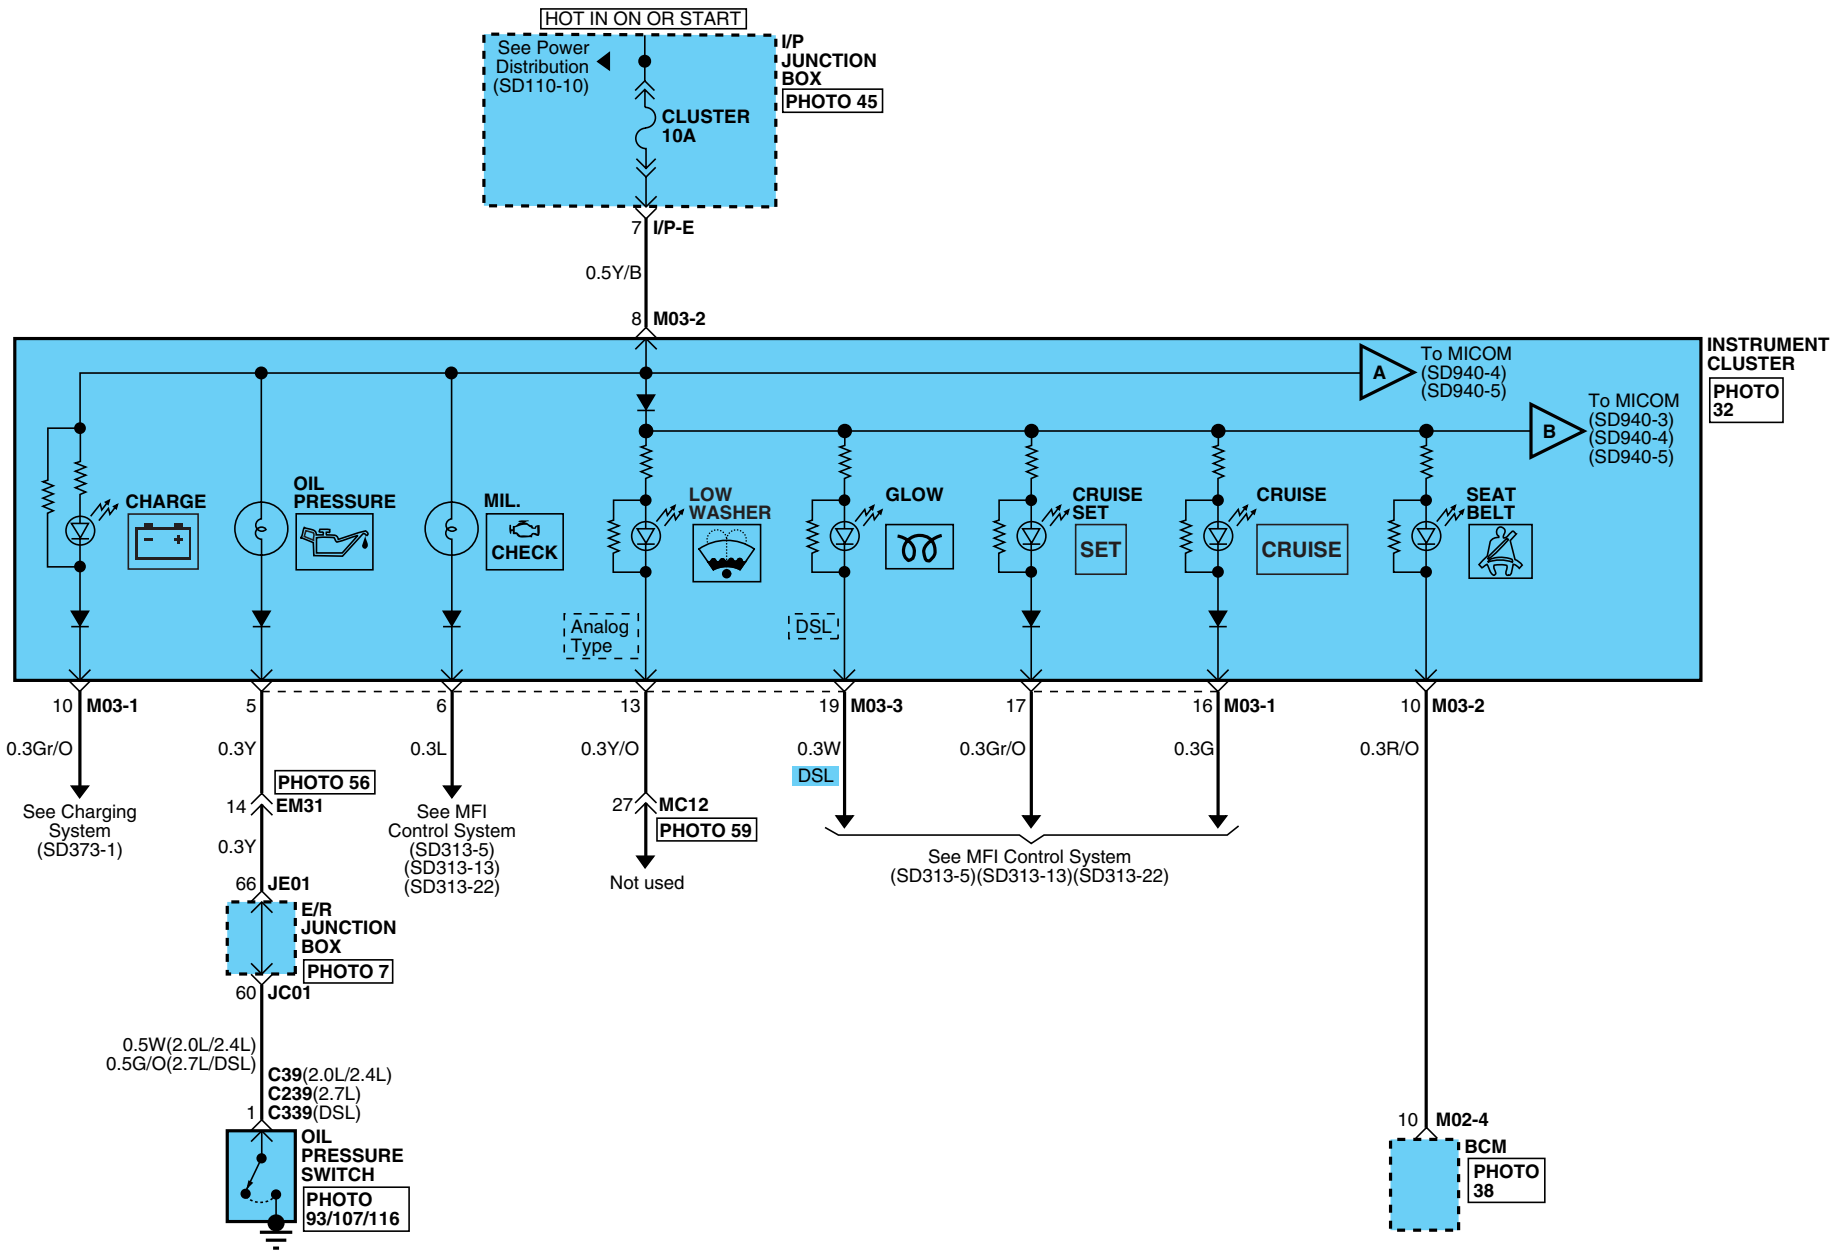 HOT IN ON OR START
See Power
Distribution
(SD110-10)
I/P
JUNCTION
BOX
PHOTO 45
CLUSTER
10A
7 I/P-E
0.5Y/B
8 M03-2
INSTRUMENT
CLUSTER
PHOTO
32
A
To MICOM
(SD940-4)
(SD940-5)
B
To MICOM
(SD940-3)
(SD940-4)
(SD940-5)
CHARGE
- +
OIL
PRESSURE
MIL.
CHECK
LOW
WASHER
GLOW
CRUISE
SET
SET
CRUISE
CRUISE
SEAT
BELT
Analog
Type
DSL
10 M03-1
5
6
13
19 M03-3
17
16 M03-1
10 M03-2
0.3Gr/O
0.3Y
0.3L
0.3Y/O
0.3W
0.3Gr/O
0.3G
0.3R/O
DSL
See Charging
System
(SD373-1)
PHOTO 56
14 EM31
0.3Y
66 JE01
E/R
JUNCTION
BOX
PHOTO 7
60 JC01
0.5W(2.0L/2.4L)
0.5G/O(2.7L/DSL)
C39(2.0L/2.4L)
C239(2.7L)
1 C339(DSL)
OIL
PRESSURE
SWITCH
PHOTO
93/107/116
See MFI
Control System
(SD313-5)
(SD313-13)
(SD313-22)
27 MC12
PHOTO 59
Not used
See MFI Control System
(SD313-5)(SD313-13)(SD313-22)
10 M02-4
BCM
PHOTO
38